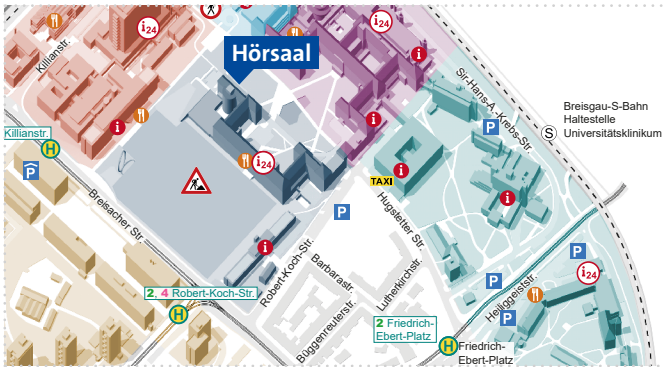 i24
i24
Killianstr.
Hörsaal
i
Sir-Hans-A.-Krebs-Str.
Breisgau-S-Bahn
Haltestelle
Universitätsklinikum
S
P
Killianstr.
H
i
i
P
i24
TAXI
i
i
Breisacher Str
P
Hugstetter Str.
i
Robert-Koch-Str.
Barbarastr
Lutherkirchstr.
P
i24
P
Heiliggeiststr.
2, 4 Robert-Koch-Str.
H
Büggenreuterstr.
P
2 Friedrich-
Ebert-Platz
H
Friedrich-
Ebert-Platz